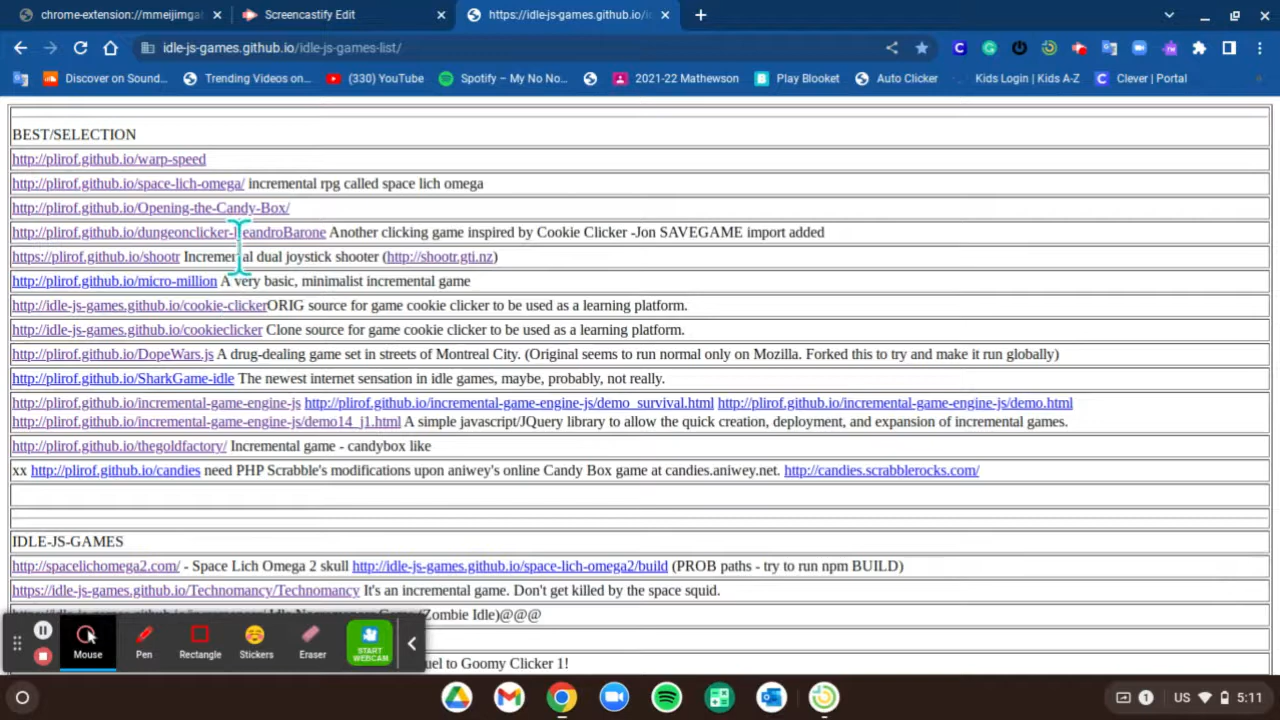 chrome-extension://mmeijimgat
Screencastify Edit
https://idle-js-games.github.io/i
idle-js-games.github.io/idle-js-games-list/
Discover on Sound...
Trending Videos on...
(330) YouTube
Spotify – My No No...
2021-22 Mathewson
Play Blooket
Auto Clicker
Kids Login | Kids A-Z
Clever | Portal
BEST/SELECTION
http://plirof.github.io/warp-speed
http://plirof.github.io/space-lich-omega/ incremental rpg called space lich omega
http://plirof.github.io/Opening-the-Candy-Box/
http://plirof.github.io/dungeonclicker-LeandroBarone Another clicking game inspired by Cookie Clicker -Jon SAVEGAME import added
https://plirof.github.io/shootr Incremental dual joystick shooter (http://shootr.gti.nz)
http://plirof.github.io/micro-million A very basic, minimalist incremental game
http://idle-js-games.github.io/cookie-clickerORIG source for game cookie clicker to be used as a learning platform.
http://idle-js-games.github.io/cookieclicker Clone source for game cookie clicker to be used as a learning platform.
http://plirof.github.io/DopeWars.js A drug-dealing game set in streets of Montreal City. (Original seems to run normal only on Mozilla. Forked this to try and make it run globally)
http://plirof.github.io/SharkGame-idle The newest internet sensation in idle games, maybe, probably, not really.
http://plirof.github.io/incremental-game-engine-js http://plirof.github.io/incremental-game-engine-js/demo_survival.html http://plirof.github.io/incremental-game-engine-js/demo.html
http://plirof.github.io/incremental-game-engine-js/demo14_j1.html A simple javascript/JQuery library to allow the quick creation, deployment, and expansion of incremental games.
http://plirof.github.io/thegoldfactory/ Incremental game - candybox like
xx http://plirof.github.io/candies need PHP Scrabble's modifications upon aniwey's online Candy Box game at candies.aniwey.net. http://candies.scrabblerocks.com/
IDLE-JS-GAMES
http://spacelichomega2.com/ - Space Lich Omega 2 skull http://idle-js-games.github.io/space-lich-omega2/build (PROB paths - try to run npm BUILD)
https://idle-js-games.github.io/Technomancy/Technomancy It's an incremental game. Don't get killed by the space squid.
(Zombie Idle)@@@
uel to Goomy Clicker 1!
Mouse
Pen
Rectangle
Stickers
Eraser
START
WEBCAM
1
US
5:11